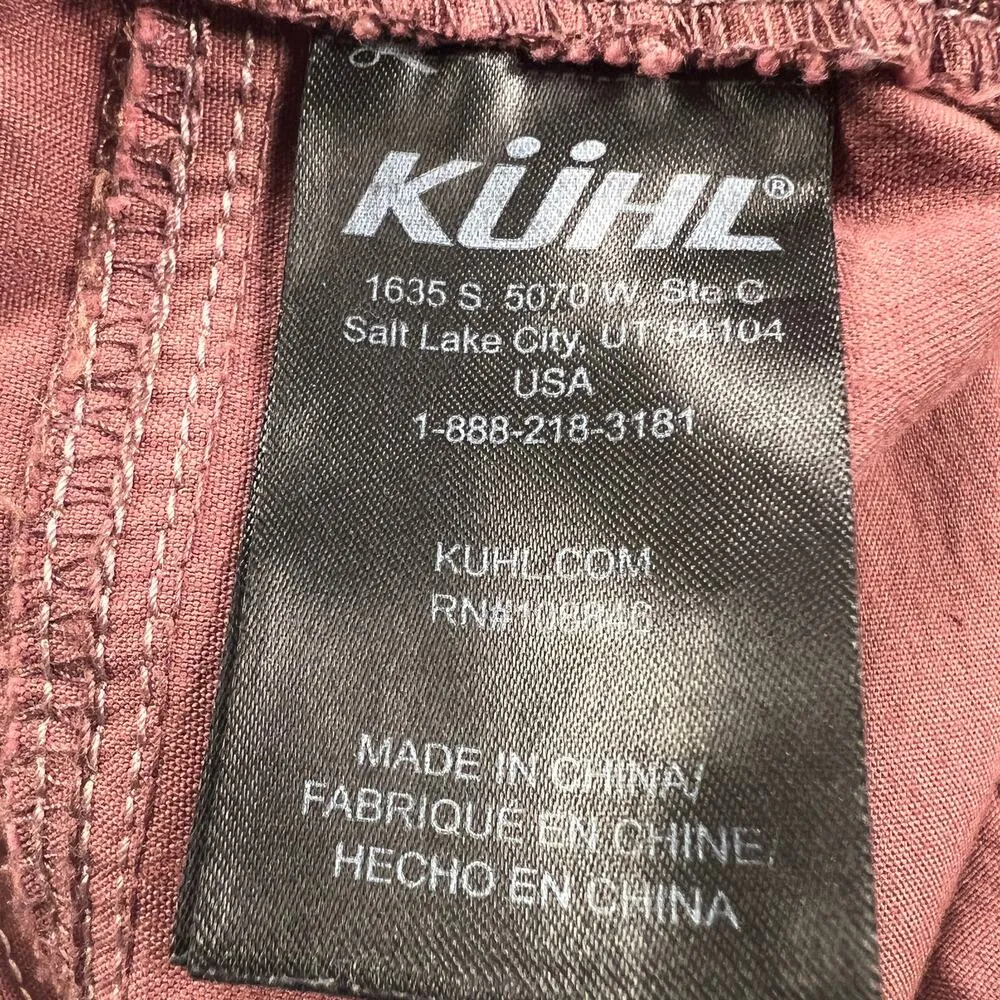 KÜHL®
1635 S 5070 W, Ste C
Salt Lake City, UT 84104
USA
1-888-218-3181
KUHL.COM
MADE IN CHINA/
FABRIQUE EN CHINE/
HECHO EN CHINA